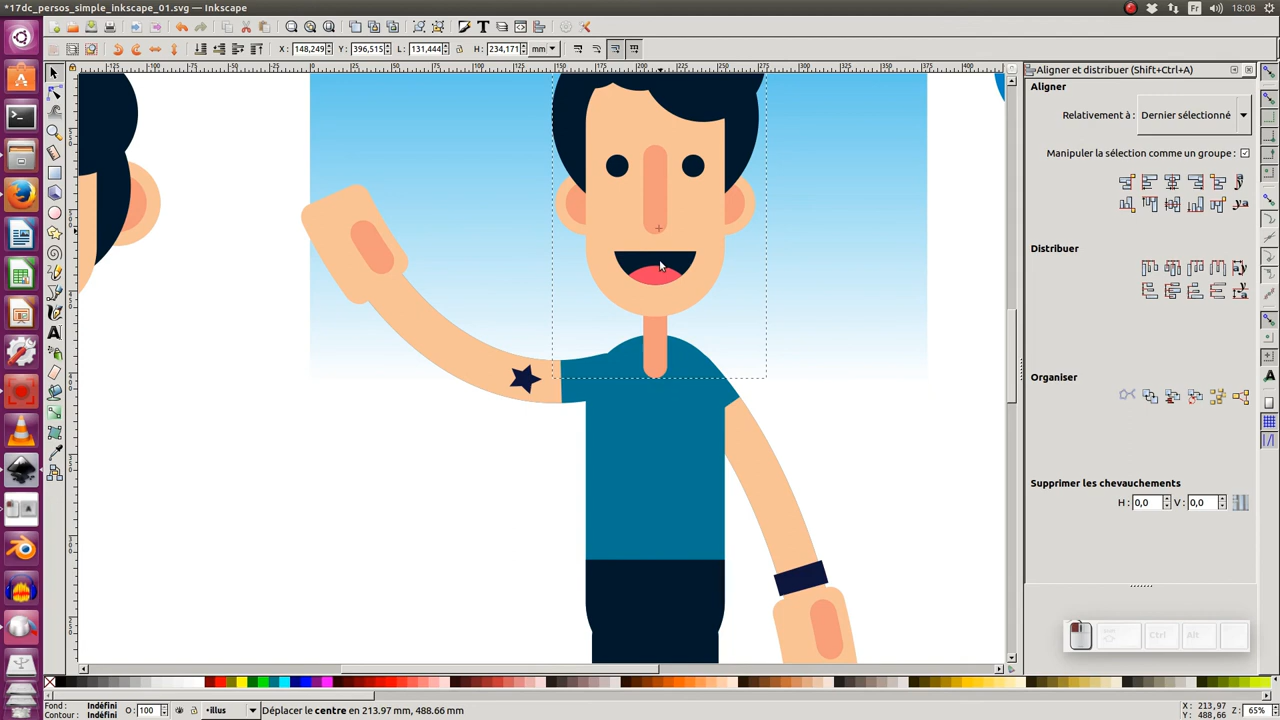 *17dc_persos_simple_inkscape_01.svg - Inkscape
Fr
18:08
X: 148,249 Y: 396,515 L: 131,444 H: 234,171 mm
Aligner et distribuer (Shift+Ctrl+A)
Aligner
Relativement à : Dernier sélectionné
Manipuler la sélection comme un groupe :
Distribuer
Organiser
Supprimer les chevauchements
H : 0,0 V : 0,0
Ctrl Alt
Fond : Indéfini
Contour : Indéfini
O: 100
•illus
Déplacer le centre en 213.97 mm, 488.66 mm
X : 213,97
Y : 488,66
Z: 65%